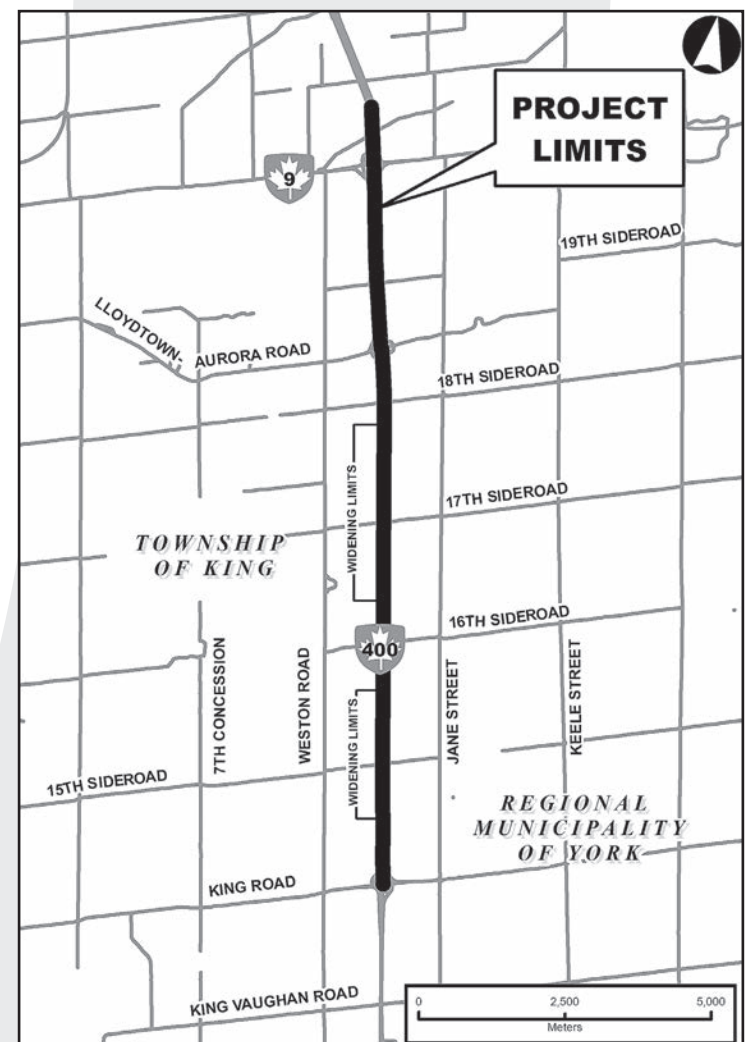 PROJECT
LIMITS
9
19TH SIDEROAD
LLOYDTOWN-
AURORA ROAD
18TH SIDEROAD
WIDENING LIMITS
17TH SIDEROAD
TOWNSHIP
OF KING
16TH SIDEROAD
400
7TH CONCESSION
WESTON ROAD
JANE STREET
KEELE STREET
WIDENING LIMITS
15TH SIDEROAD
REGIONAL
MUNICIPALITY
OF YORK
KING ROAD
KING VAUGHAN ROAD
0 2,500 5,000
Meters